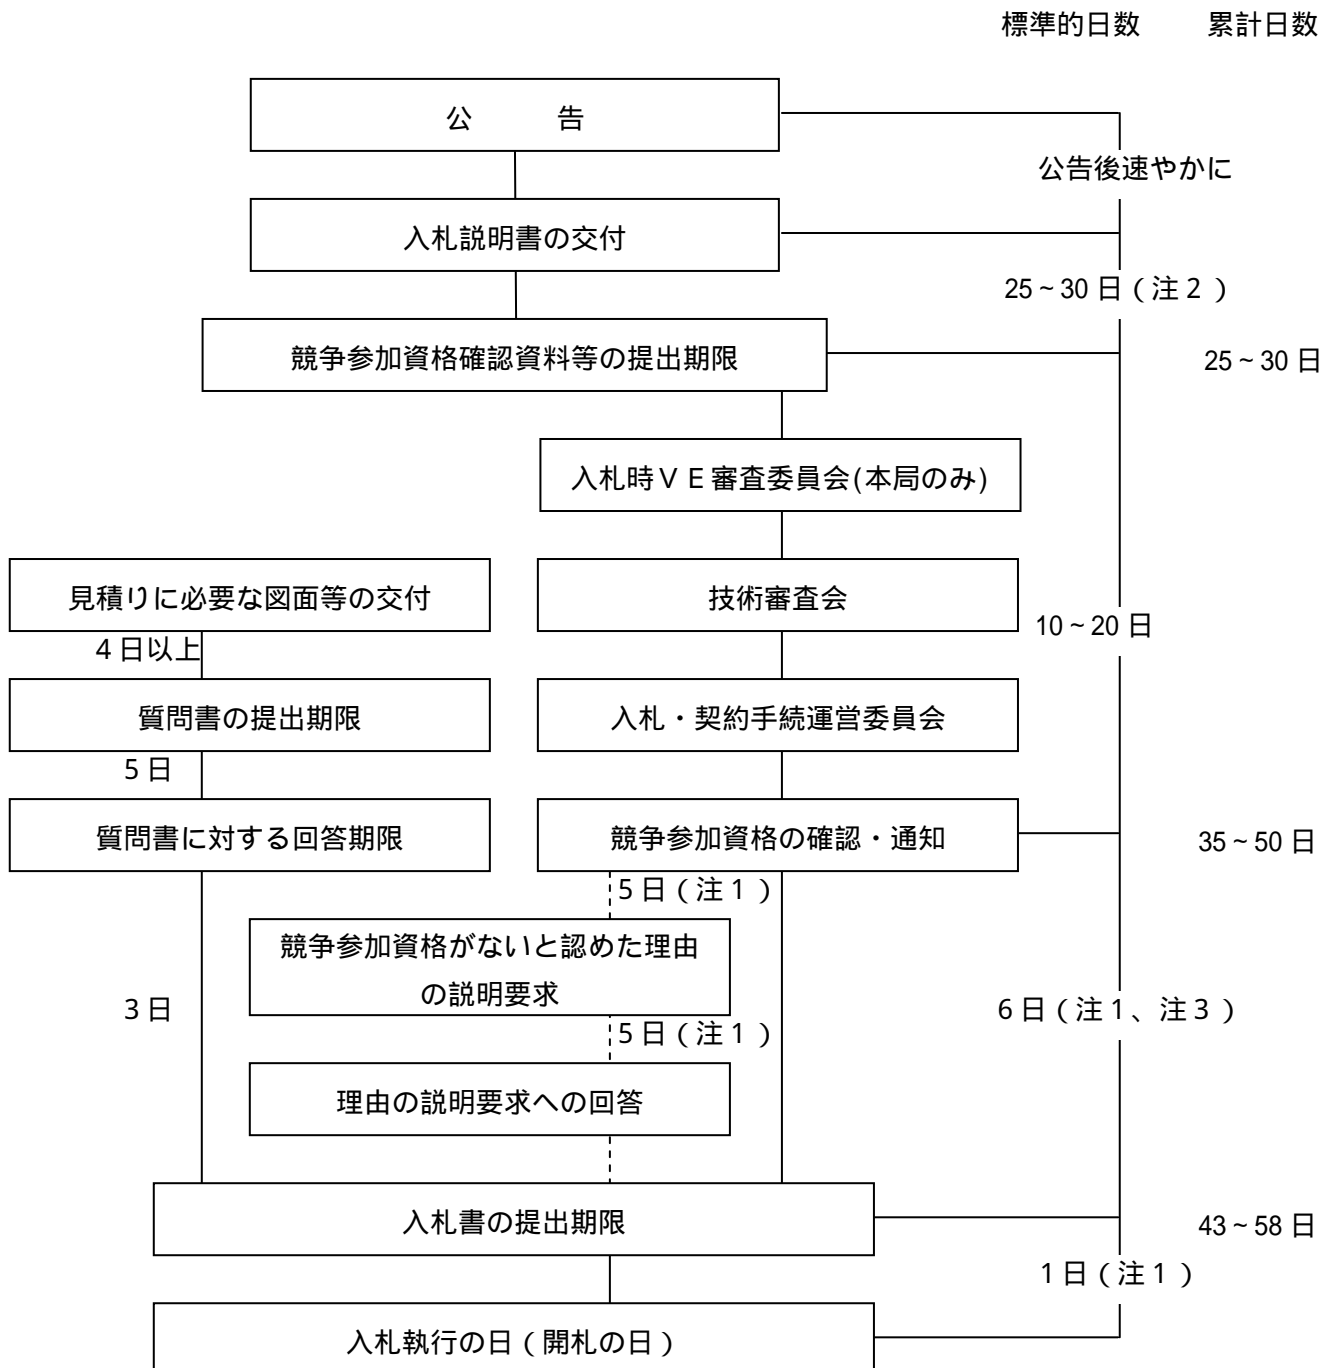 標準的日数　累計日数
公　　告
公告後速やかに
入札説明書の交付
25~30日(注2)
競争参加資格確認資料等の提出期限
25~30日
入札時VE審査委員会(本局のみ)
見積りに必要な図面等の交付
技術審査会
10~20日
4日以上
質問書の提出期限
入札・契約手続運営委員会
5日
質問書に対する回答期限
競争参加資格の確認・通知
35~50日
5日(注1)
競争参加資格がないと認めた理由
の説明要求
3日
6日(注1、注3)
5日(注1)
理由の説明要求への回答
入札書の提出期限
43~58日
1日(注1)
入札執行の日(開札の日)